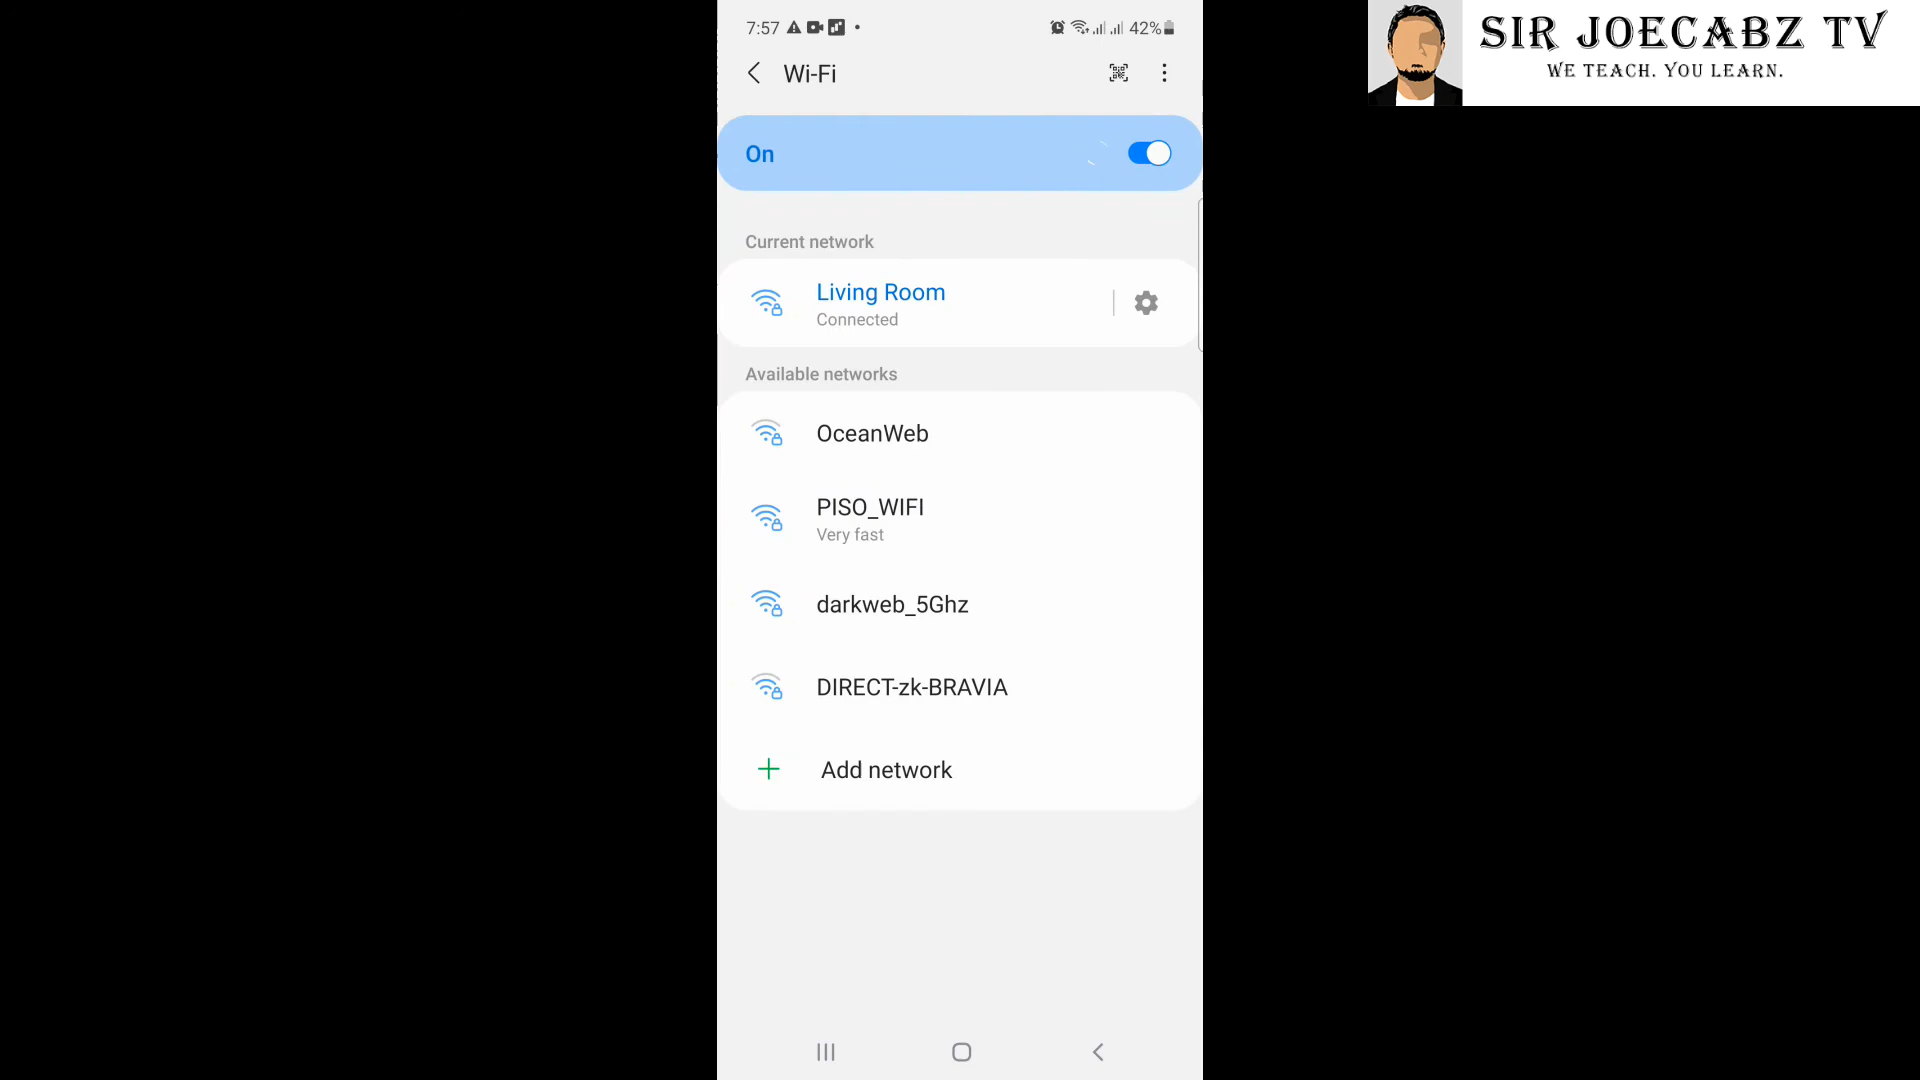 7:57
42%
SIR JOECABZ TV
WE TEACH. YOU LEARN.
Wi-Fi
On
Current network
Living Room
Connected
Available networks
OceanWeb
PISO_WIFI
Very fast
darkweb_5Ghz
DIRECT-zk-BRAVIA
Add network